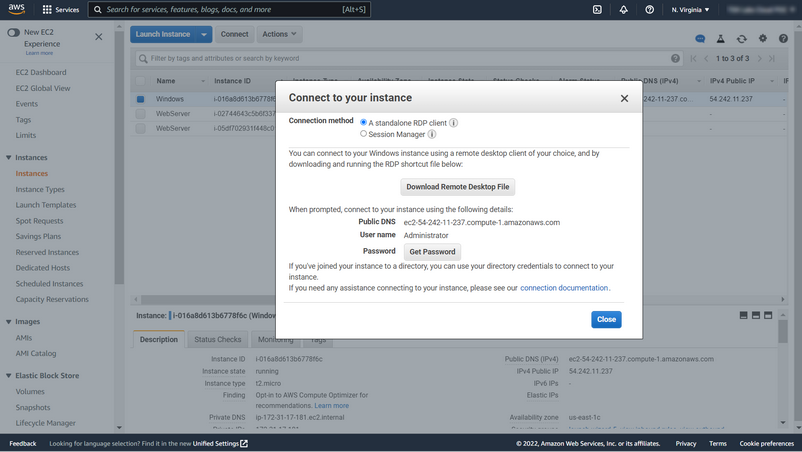 aws
Services
Search for services, features, blogs, docs, and more
[Alt+S]
N. Virginia
New EC2
Experience
Learn more
EC2 Dashboard
EC2 Global View
Events
Tags
Limits
Instances
Instances
Instance Types
Launch Templates
Spot Requests
Savings Plans
Reserved Instances
Dedicated Hosts
Scheduled Instances
Capacity Reservations
Images
AMIs
AMI Catalog
Elastic Block Store
Volumes
Snapshots
Lifecycle Manager
Launch Instance
Connect
Actions
Filter by tags and attributes or search by keyword
1 to 3 of 3
Name
Instance ID
Public DNS (IPv4)
IPv4 Public IP
Windows
i-016a8d613b6778f6
242-11-237.co...
54.242.11.237
-
WebServer
i-02744643c5b6f337
-
-
WebServer
i-05df702931f448c0
-
-
Connect to your instance
Connection method
A standalone RDP client
Session Manager
You can connect to your Windows instance using a remote desktop client of your choice, and by
downloading and running the RDP shortcut file below:
Download Remote Desktop File
When prompted, connect to your instance using the following details:
Public DNS
ec2-54-242-11-237.compute-1.amazonaws.com
User name
Administrator
Password
Get Password
If you've joined your instance to a directory, you can use your directory credentials to connect to your
instance.
If you need any assistance connecting to your instance, please see our connection documentation.
Close
Instance: i-016a8d613b6778f6c (Window
Description
Status Checks
Monitoring
Tags
Instance ID
i-016a8d613b6778f6c
Instance state
running
Instance type
t2.micro
Finding
Opt-in to AWS Compute Optimizer for
recommendations. Learn more
Private DNS
ip-172-31-17-181.ec2.internal
Public DNS (IPv4)
ec2-54-242-11-237.compute-1.amazonaws.com
IPv4 Public IP
54.242.11.237
IPv6 IPs
-
Elastic IPs
Availability zone
us-east-1c
Feedback
Looking for language selection? Find it in the new Unified Settings
© 2022, Amazon Web Services, Inc. or its affiliates.
Privacy
Terms
Cookie preferences